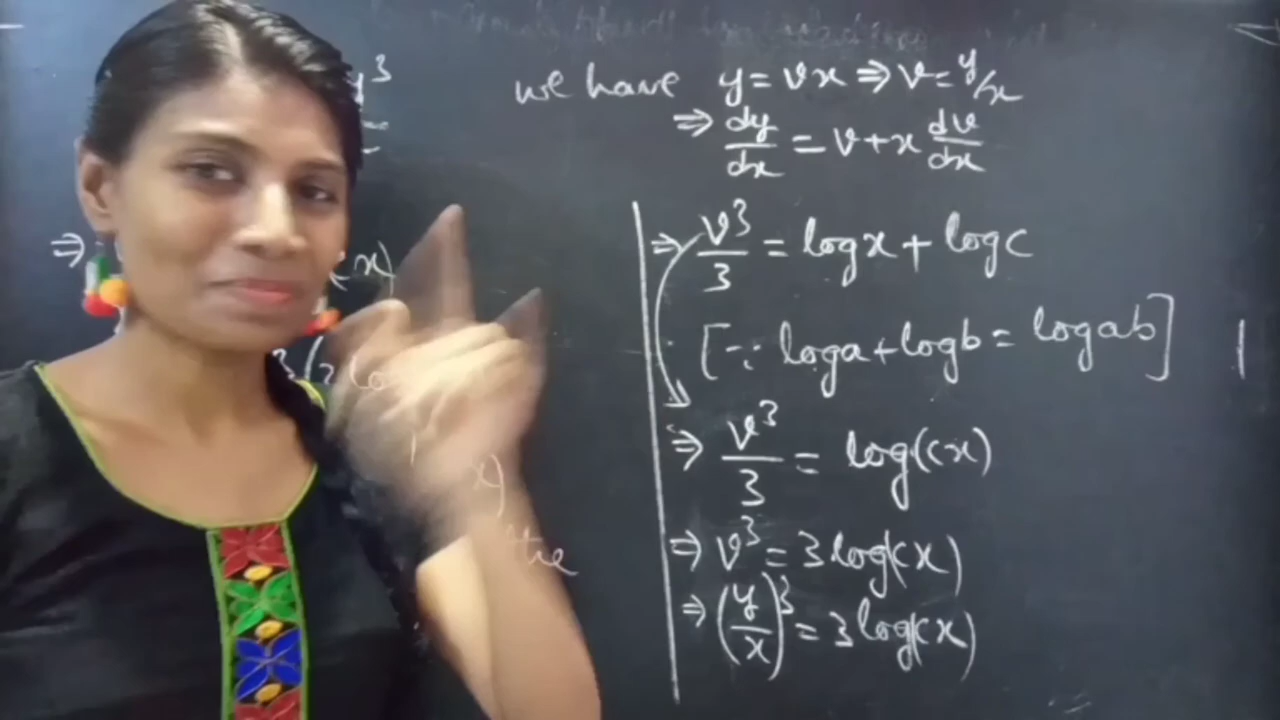 y³
we have y = vx ⇒ v = y/x
⇒ dy/dx = v + x dv/dx
⇒ v³/3 = log x + log c
[∵ log a + log b = log ab]
⇒ v³/3 = log(cx)
⇒ v³ = 3 log(cx)
⇒ (y/x)³ = 3 log(cx)
⇒
x)
x)